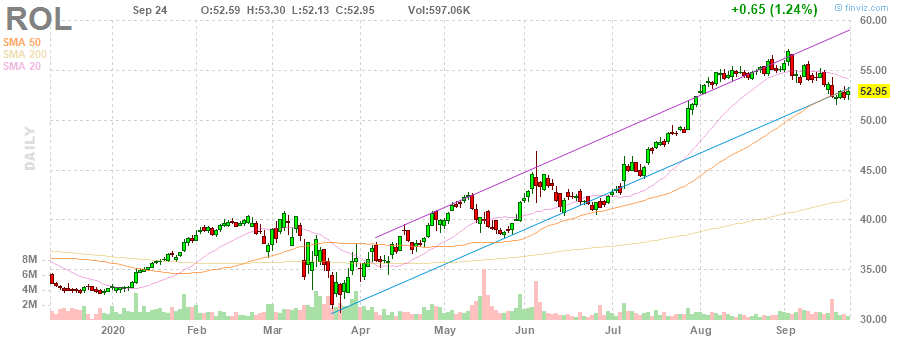 ROL Sep 24 O:52.59 H:53.30 L:52.13 C:52.95 Vol:597.06K +0.65 (1.24%) © finviz.com
SMA 50
SMA 200
SMA 20
DAILY
60.00
55.00
52.95
50.00
45.00
40.00
35.00
30.00
8M
6M
4M
2M
2020 Feb Mar Apr May Jun Jul Aug Sep